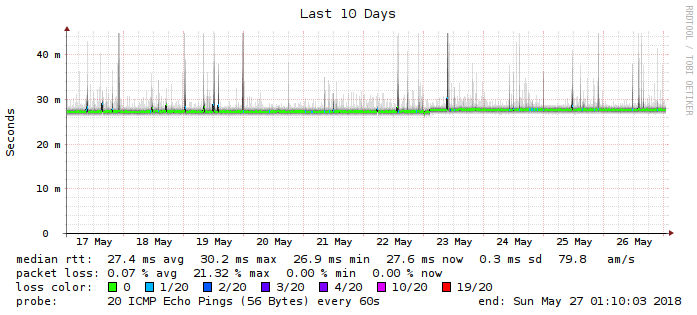 Last 10 Days
RRDTOOL / TOBI OETIKER
Seconds
40 m
30 m
20 m
10 m
0
17 May 18 May 19 May 20 May 21 May 22 May 23 May 24 May 25 May 26 May
median rtt: 27.4 ms avg 30.2 ms max 26.9 ms min 27.6 ms now 0.3 ms sd 79.8 am/s
packet loss: 0.07 % avg 21.32 % max 0.00 % min 0.00 % now
loss color: 0 1/20 2/20 3/20 4/20 10/20 19/20
probe: 20 ICMP Echo Pings (56 Bytes) every 60s end: Sun May 27 01:10:03 2018